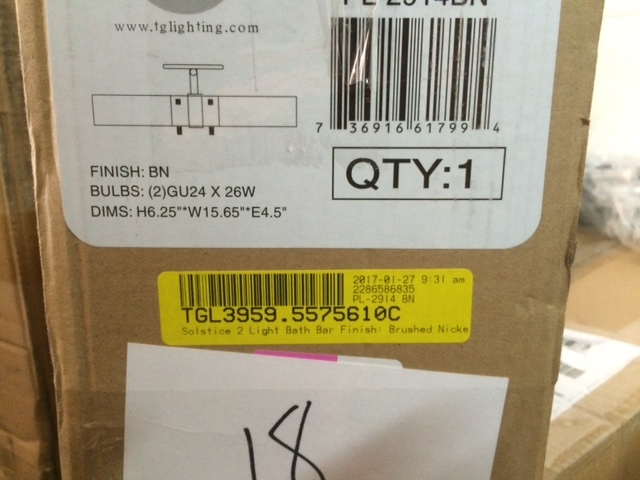 PL-2914BN
www.tglighting.com
7 36916 61799 4
FINISH: BN
BULBS: (2)GU24 X 26W
DIMS: H6.25"*W15.65"*E4.5"
QTY:1
2017-01-27 9:31 am
2286586835
PL-2914 BN
TGL3959.5575610C
Solstice 2 Light Bath Bar Finish: Brushed Nicke
18